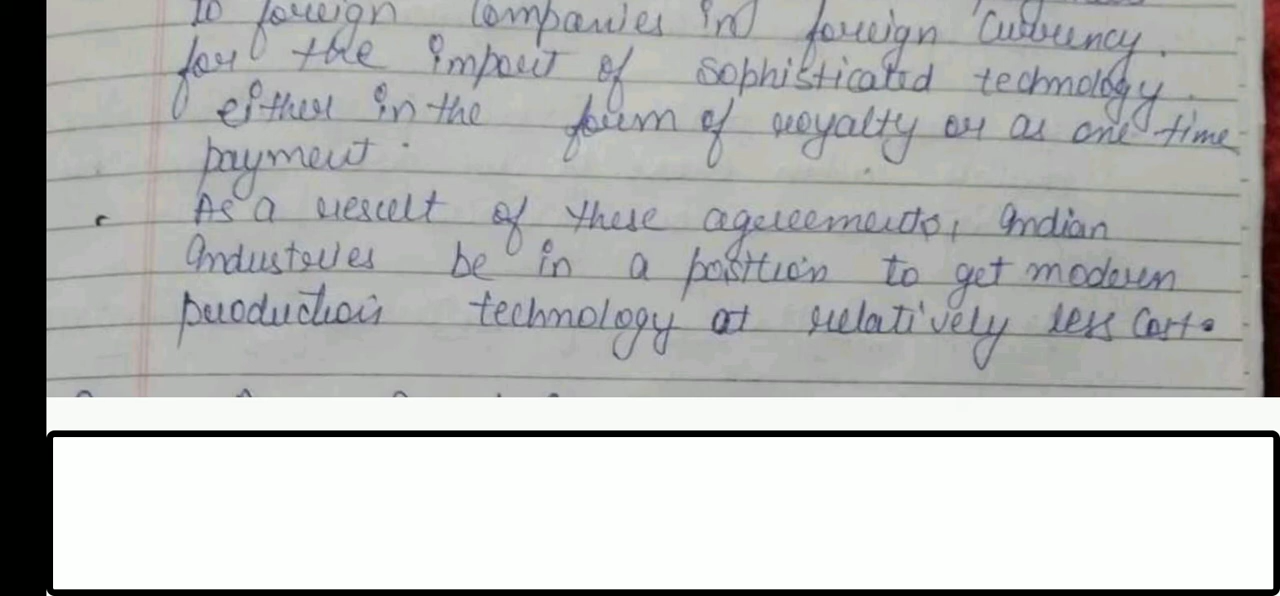 to foreign Companies in foreign Currency.
for the import of sophisticated technology.
either in the form of royalty or as one time
payment.
As a result of these agreements, Indian
Industries be in a position to get modern
production technology at relatively less Cost.